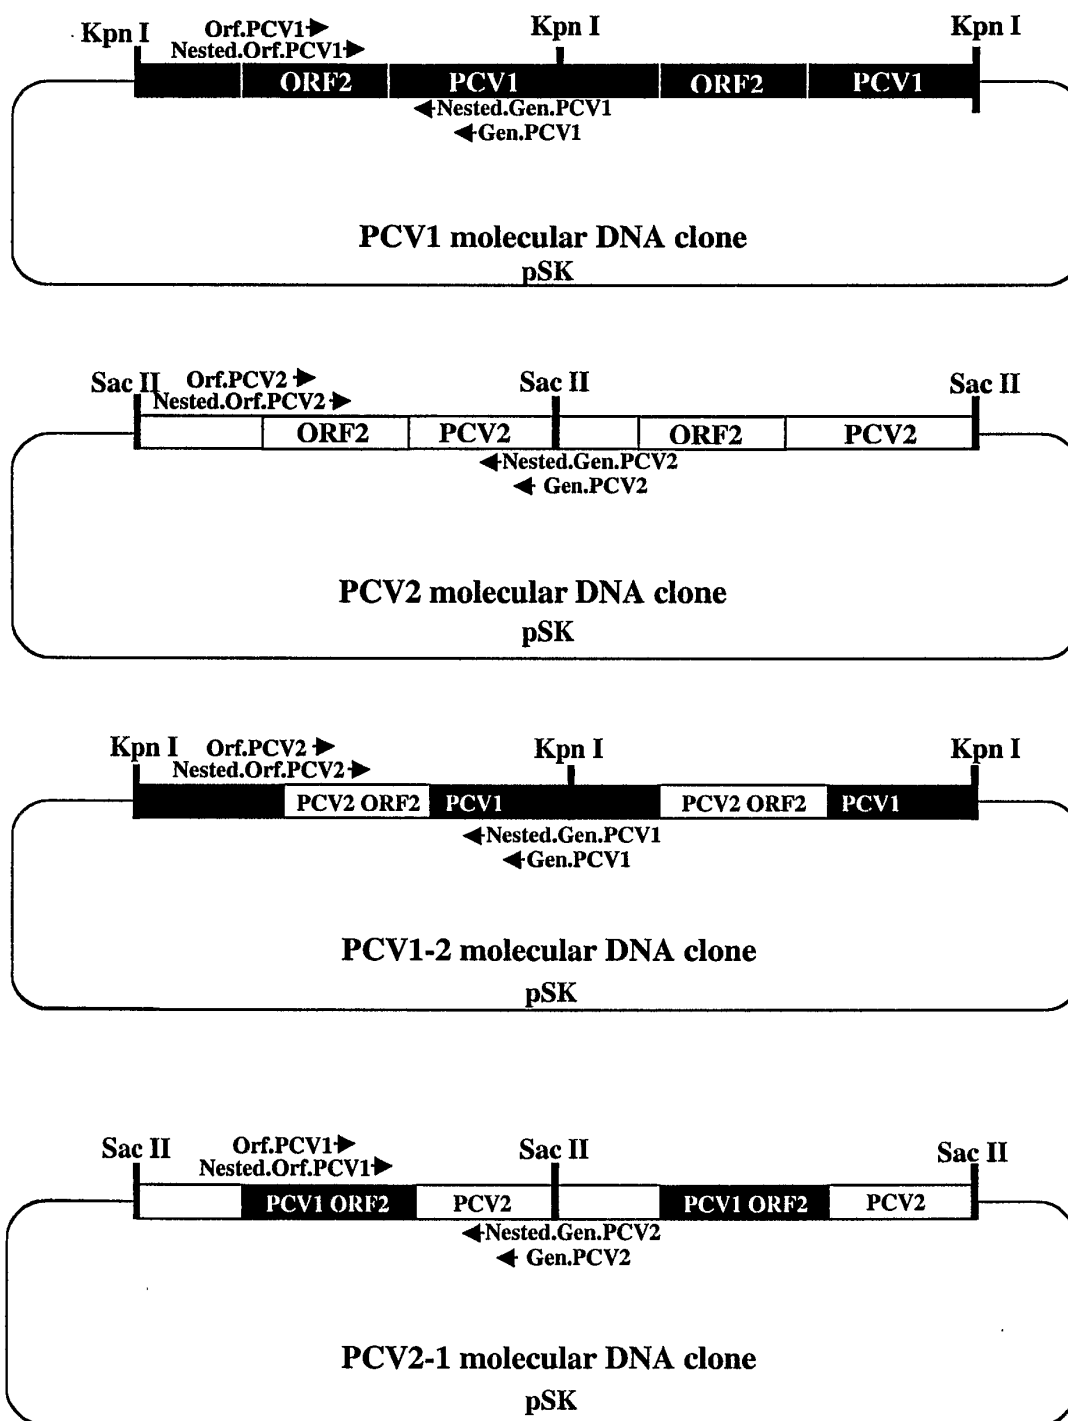 Kpn I
Orf.PCV1
Nested.Orf.PCV1
Kpn I
Kpn I
ORF2
PCV1
ORF2
PCV1
Nested.Gen.PCV1
Gen.PCV1
PCV1 molecular DNA clone
pSK
Sac II
Orf.PCV2
Nested.Orf.PCV2
Sac II
Sac II
ORF2
PCV2
ORF2
PCV2
Nested.Gen.PCV2
Gen.PCV2
PCV2 molecular DNA clone
pSK
Kpn I
Orf.PCV2
Nested.Orf.PCV2
Kpn I
Kpn I
PCV2 ORF2
PCV1
PCV2 ORF2
PCV1
Nested.Gen.PCV1
Gen.PCV1
PCV1-2 molecular DNA clone
pSK
Sac II
Orf.PCV1
Nested.Orf.PCV1
Sac II
Sac II
PCV1 ORF2
PCV2
PCV1 ORF2
PCV2
Nested.Gen.PCV2
Gen.PCV2
PCV2-1 molecular DNA clone
pSK